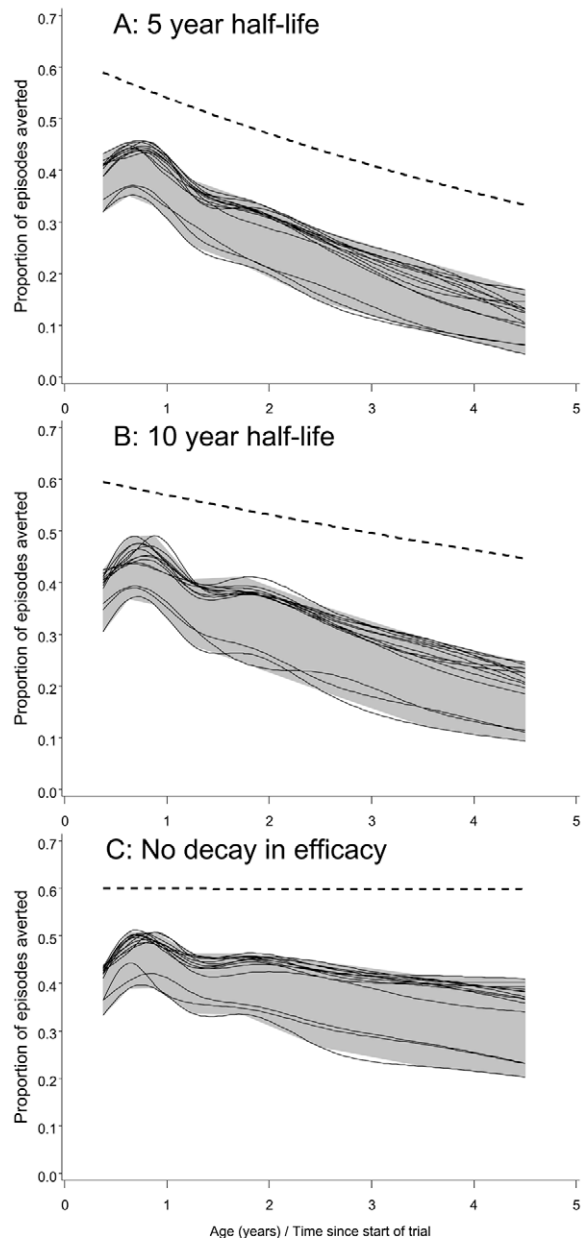 A: 5 year half-life
Proportion of episodes averted
0.7
0.6
0.5
0.4
0.3
0.2
0.1
0.0
0 1 2 3 4 5
B: 10 year half-life
Proportion of episodes averted
0.7
0.6
0.5
0.4
0.3
0.2
0.1
0.0
0 1 2 3 4 5
C: No decay in efficacy
Proportion of episodes averted
0.7
0.6
0.5
0.4
0.3
0.2
0.1
0.0
0 1 2 3 4 5
Age (years) / Time since start of trial